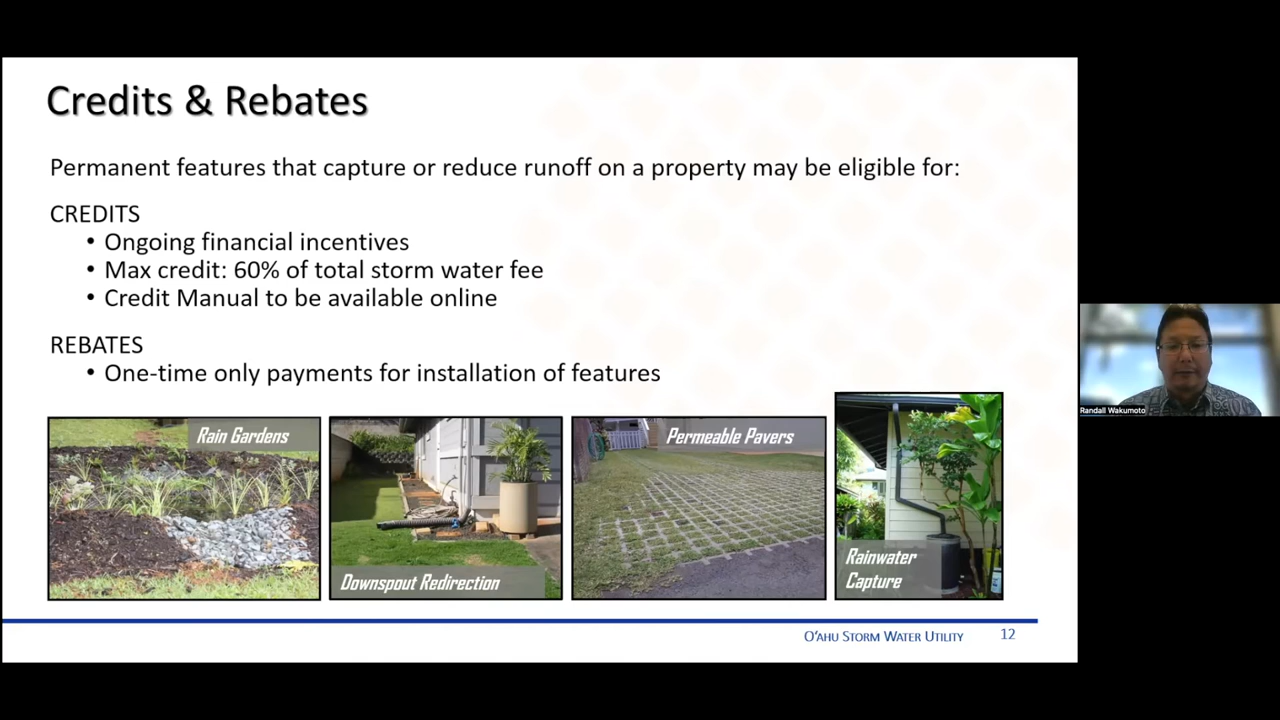 Credits & Rebates
Permanent features that capture or reduce runoff on a property may be eligible for:
CREDITS
• Ongoing financial incentives
• Max credit: 60% of total storm water fee
• Credit Manual to be available online
REBATES
• One-time only payments for installation of features
Rain Gardens
Downspout Redirection
Permeable Pavers
Rainwater
Capture
O‘AHU STORM WATER UTILITY
12
Randall Wakumoto